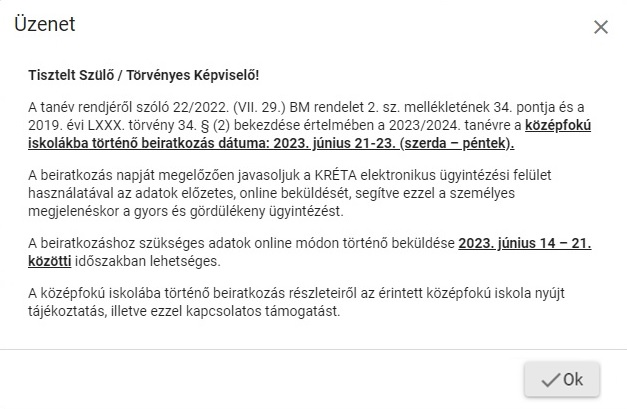 Üzenet
Tisztelt Szülő / Törvényes Képviselő!
A tanév rendjéről szóló 22/2022. (VII. 29.) BM rendelet 2. sz. mellékletének 34. pontja és a
2019. évi LXXX. törvény 34. § (2) bekezdése értelmében a 2023/2024. tanévre a középfokú
iskolákba történő beiratkozás dátuma: 2023. június 21-23. (szerda – péntek).
A beiratkozás napját megelőzően javasoljuk a KRÉTA elektronikus ügyintézési felület
használatával az adatok előzetes, online beküldését, segítve ezzel a személyes
megjelenéskor a gyors és gördülékeny ügyintézést.
A beiratkozáshoz szükséges adatok online módon történő beküldése 2023. június 14 – 21.
közötti időszakban lehetséges.
A középfokú iskolába történő beiratkozás részleteiről az érintett középfokú iskola nyújt
tájékoztatás, illetve ezzel kapcsolatos támogatást.
Ok